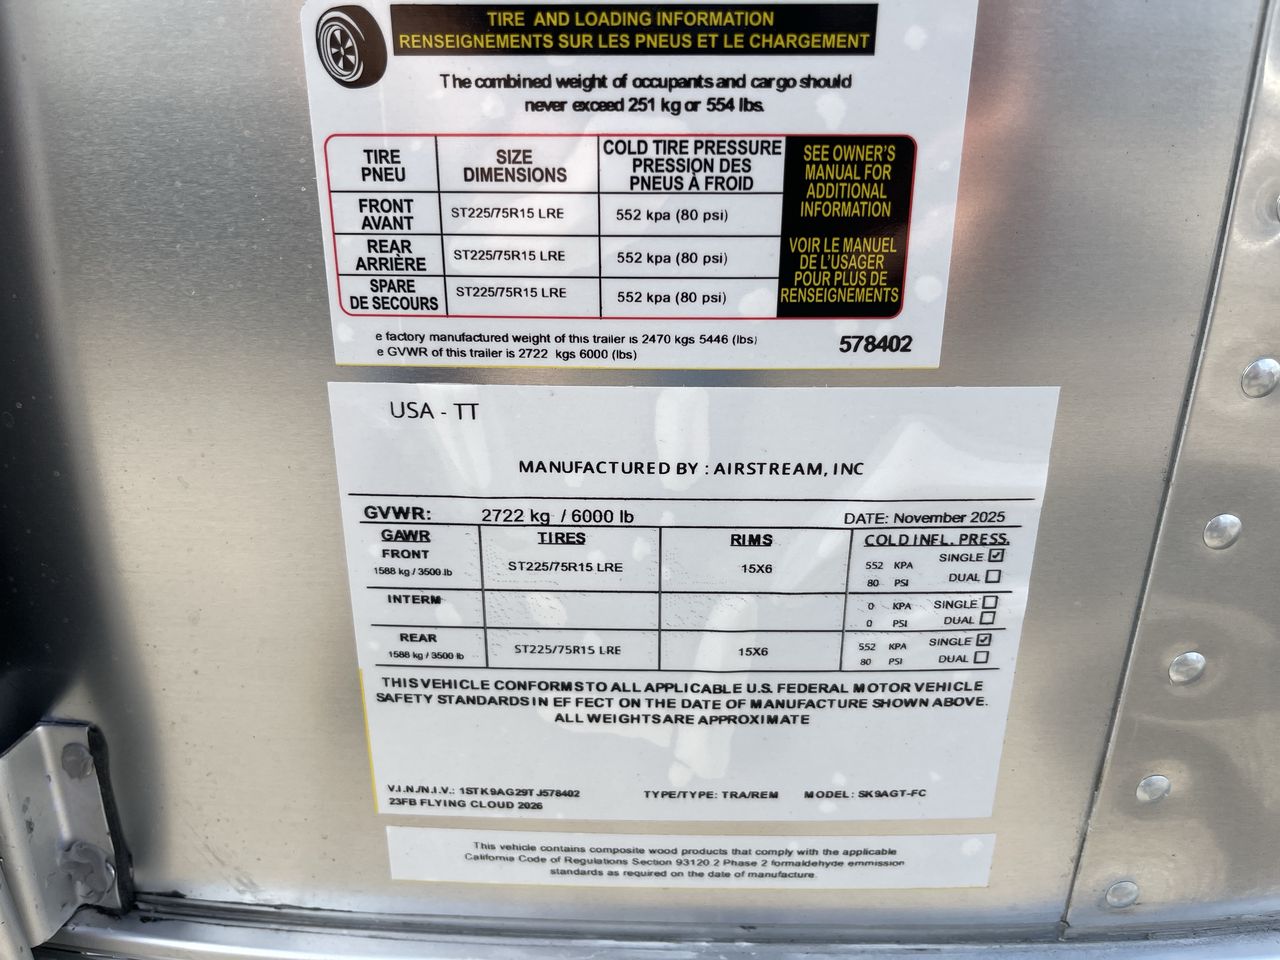 TIRE AND LOADING INFORMATION
RENSEIGNEMENTS SUR LES PNEUS ET LE CHARGEMENT
The combined weight of occupants and cargo should
never exceed 251 kg or 554 lbs.
TIRE PNEU
SIZE DIMENSIONS
COLD TIRE PRESSURE PRESSION DES PNEUS À FROID
FRONT AVANT
ST225/75R15 LRE
552 kpa (80 psi)
REAR ARRIÈRE
ST225/75R15 LRE
552 kpa (80 psi)
SPARE DE SECOURS
ST225/75R15 LRE
552 kpa (80 psi)
SEE OWNER'S
MANUAL FOR
ADDITIONAL
INFORMATION
VOIR LE MANUEL
DE L'USAGER
POUR PLUS DE
RENSEIGNEMENTS
e factory manufactured weight of this trailer is 2470 kgs 5446 (lbs)
e GVWR of this trailer is 2722 kgs 6000 (lbs)
578402
USA - TT
MANUFACTURED BY : AIRSTREAM, INC
GVWR: 2722 kg / 6000 lb DATE: November 2025
GAWR TIRES RIMS COLD INFL. PRESS.
FRONT
1588 kg / 3500 lb
ST225/75R15 LRE
15X6
552 KPA SINGLE ☑
80 PSI DUAL ☐
INTERM
0 KPA SINGLE ☐
0 PSI DUAL ☐
REAR
1588 kg / 3500 lb
ST225/75R15 LRE
15X6
552 KPA SINGLE ☑
80 PSI DUAL ☐
THIS VEHICLE CONFORMS TO ALL APPLICABLE U.S. FEDERAL MOTOR VEHICLE
SAFETY STANDARDS IN EFFECT ON THE DATE OF MANUFACTURE SHOWN ABOVE.
ALL WEIGHTS ARE APPROXIMATE
V.I.N./N.I.V.: 1STK9AG29TJ578402 TYPE/TYPE: TRA/REM MODEL: SK9AGT-FC
23FB FLYING CLOUD 2026
This vehicle contains composite wood products that comply with the applicable
California Code of Regulations Section 93120.2 Phase 2 formaldehyde emmission
standards as required on the date of manufacture.